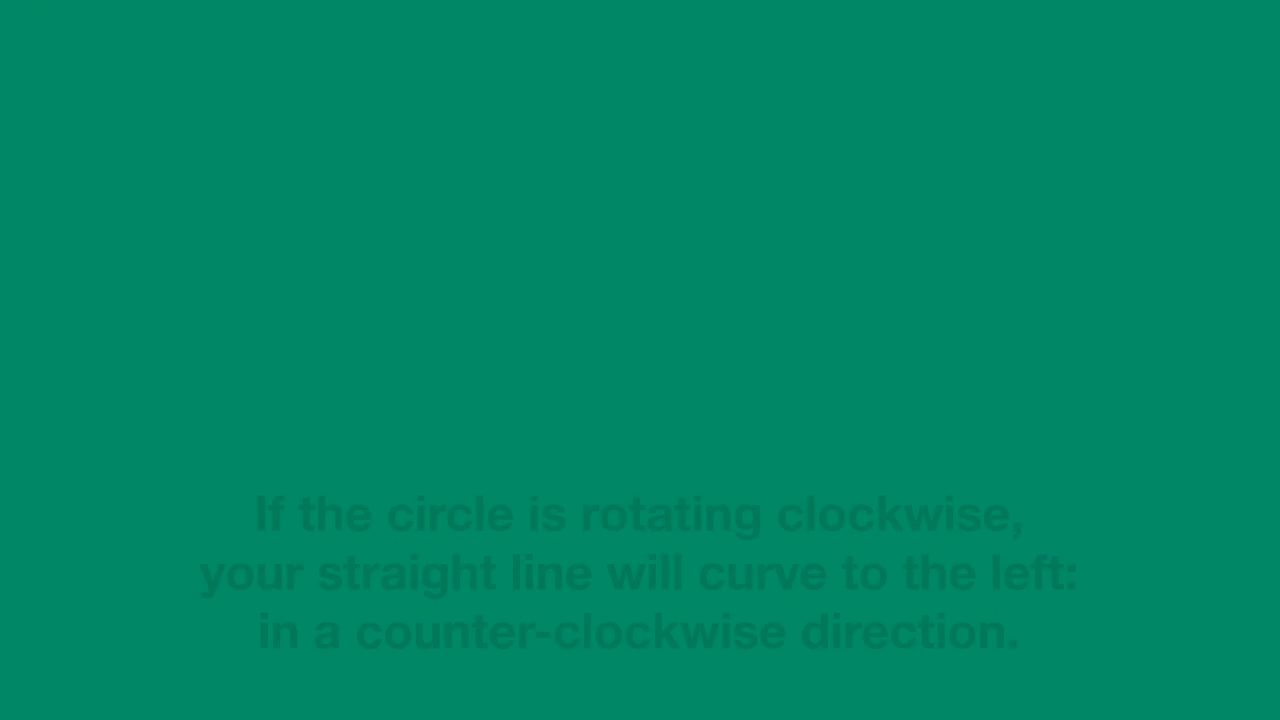 If the circle is rotating clockwise,
your straight line will curve to the left:
in a counter-clockwise direction.